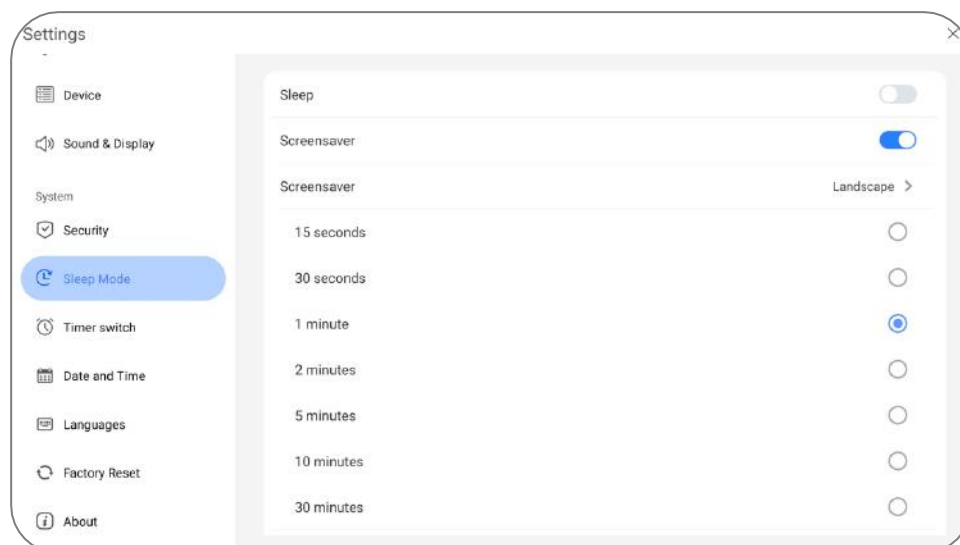 Settings
Device
Sound & Display
System
Security
Sleep Mode
Timer switch
Date and Time
Languages
Factory Reset
About
Sleep
Screensaver
Screensaver Landscape >
15 seconds
30 seconds
1 minute
2 minutes
5 minutes
10 minutes
30 minutes